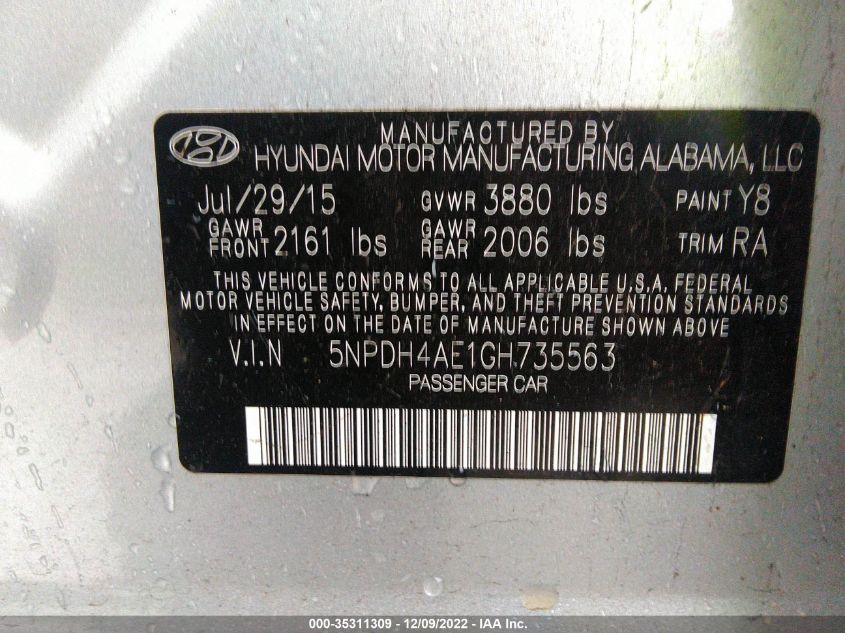 MANUFACTURED BY
HYUNDAI MOTOR MANUFACTURING ALABAMA, LLC
Jul/29/15 GVWR 3880 lbs PAINT Y8
GAWR FRONT 2161 lbs GAWR REAR 2006 lbs TRIM RA
THIS VEHICLE CONFORMS TO ALL APPLICABLE U.S.A. FEDERAL
MOTOR VEHICLE SAFETY, BUMPER, AND THEFT PREVENTION STANDARDS
IN EFFECT ON THE DATE OF MANUFACTURE SHOWN ABOVE.
V.I.N 5NPDH4AE1GH735563
PASSENGER CAR
000-35311309 - 12/09/2022 - IAA Inc.